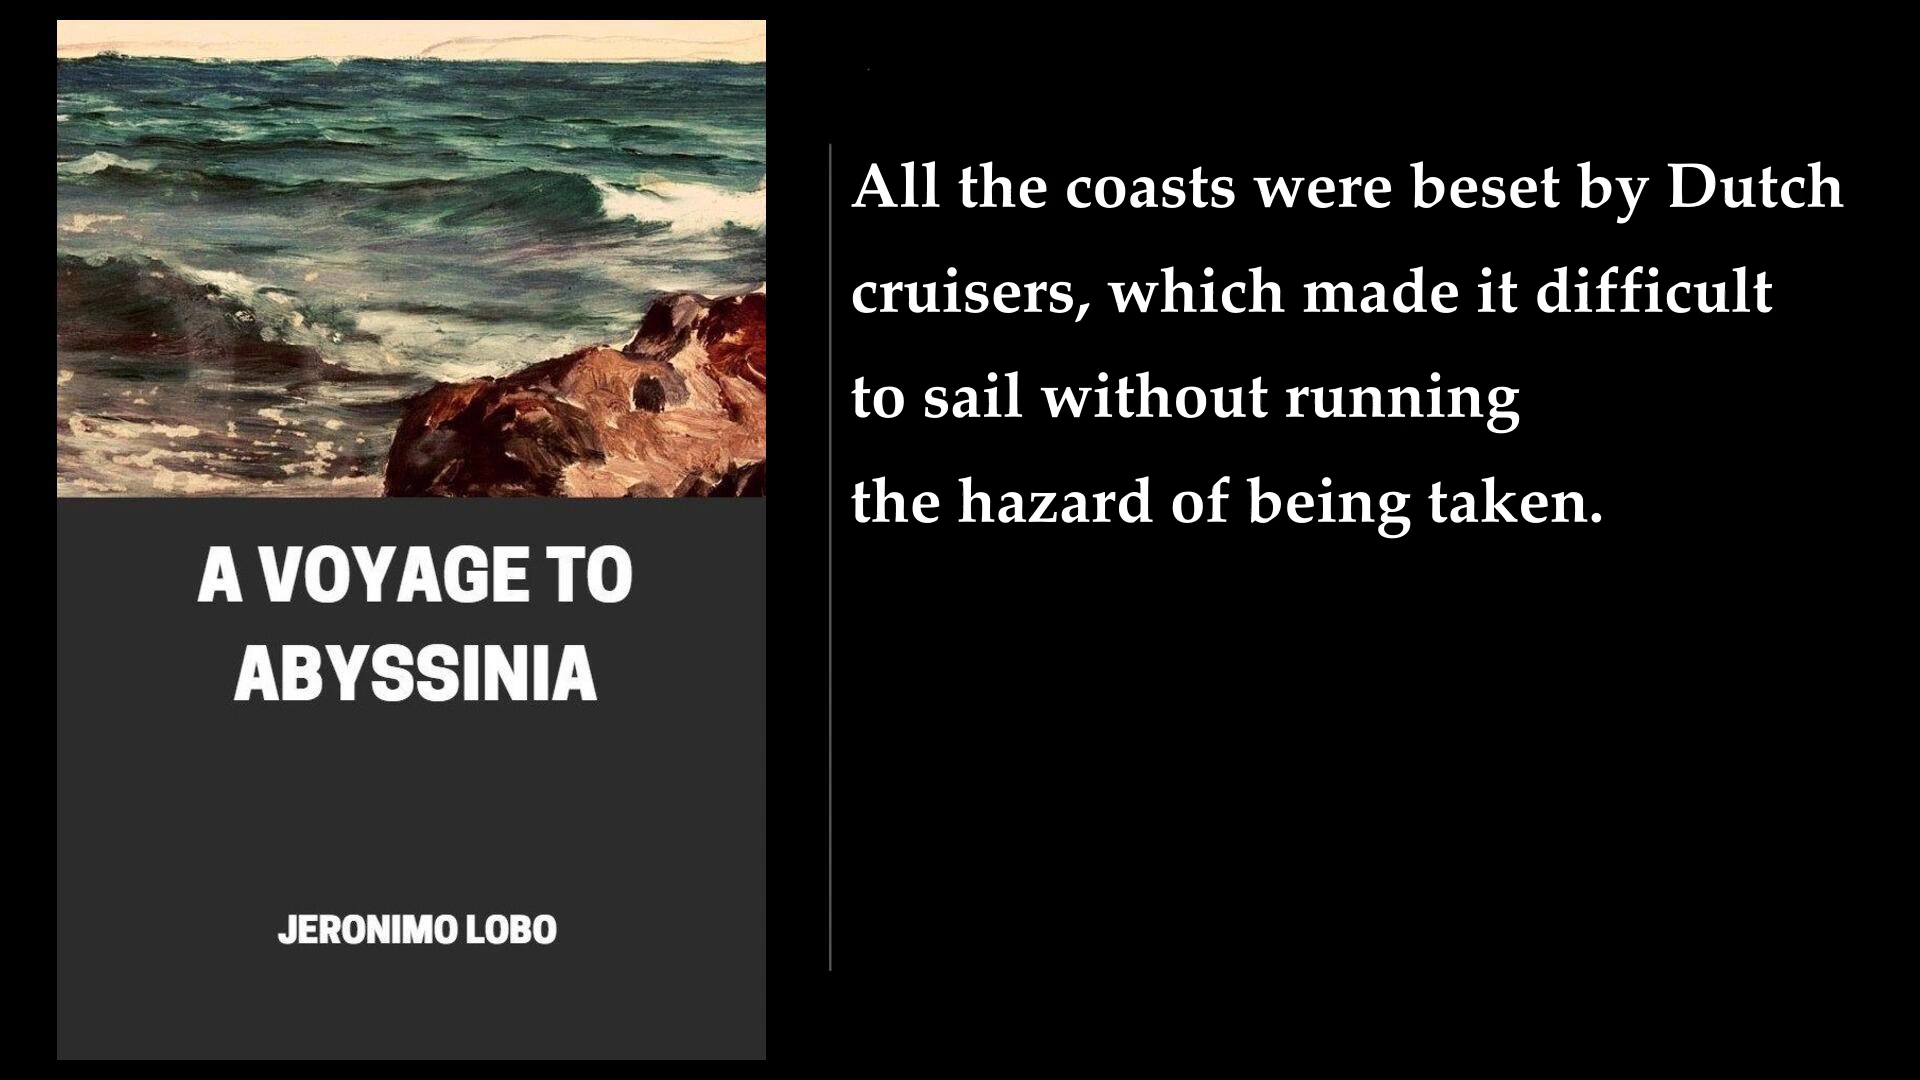 A VOYAGE TO
ABYSSINIA
JERONIMO LOBO
All the coasts were beset by Dutch
cruisers, which made it difficult
to sail without running
the hazard of being taken.